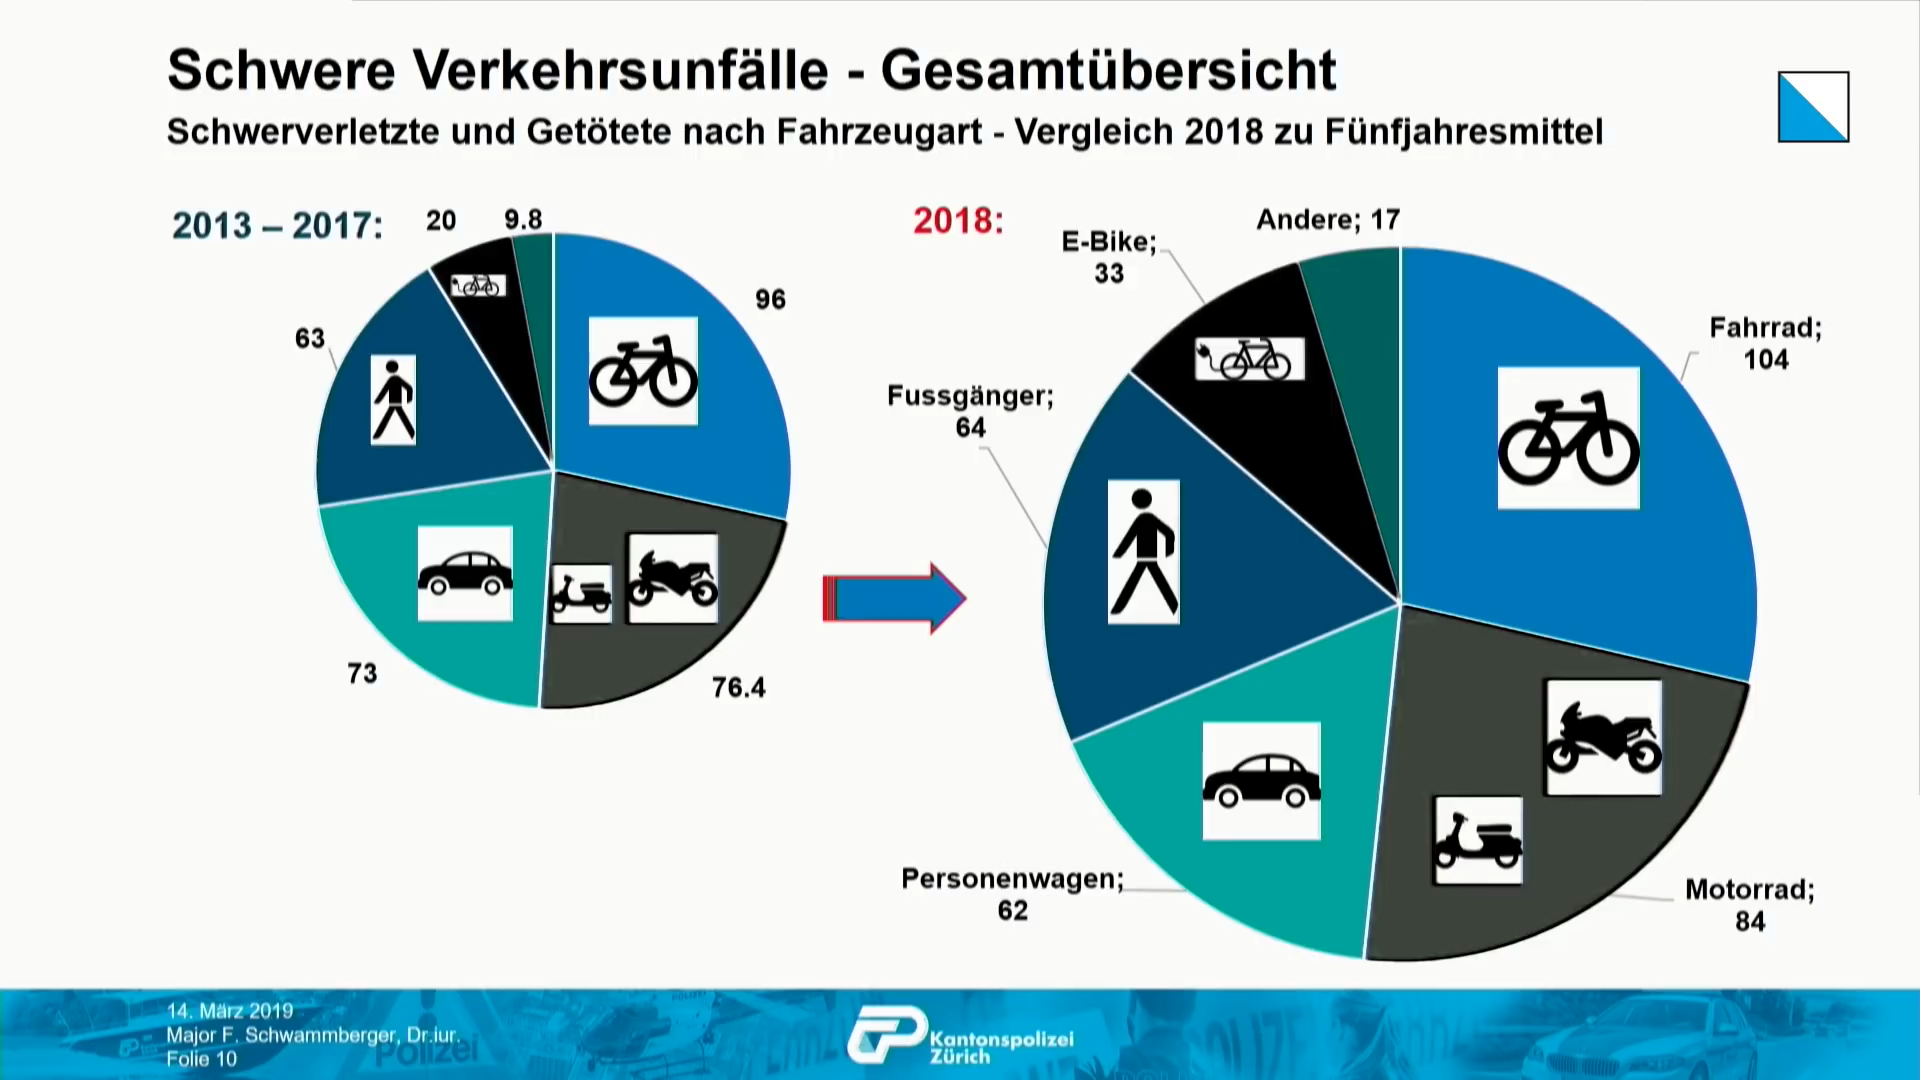 Schwere Verkehrsunfälle - Gesamtübersicht
Schwerverletzte und Getötete nach Fahrzeugart - Vergleich 2018 zu Fünfjahresmittel
2013 – 2017:
20
9.8
96
63
73
76.4
2018:
Andere; 17
E-Bike;
33
Fahrrad;
104
Fussgänger;
64
Personenwagen;
62
Motorrad;
84
14. März 2019
Major F. Schwammberger, Dr.iur.
Folie 10
Polizei
Kantonspolizei
Zürich
POLIZEI